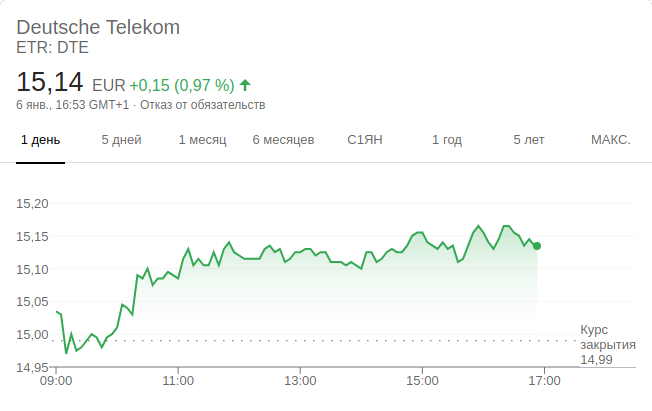 Deutsche Telekom
ETR: DTE
15,14 EUR +0,15 (0,97 %)
6 янв., 16:53 GMT+1 · Отказ от обязательств
1 день 5 дней 1 месяц 6 месяцев С1ЯН 1 год 5 лет МАКС.
15,20
15,15
15,10
15,05
15,00
14,95
Курс
закрытия
14,99
09:00 11:00 13:00 15:00 17:00